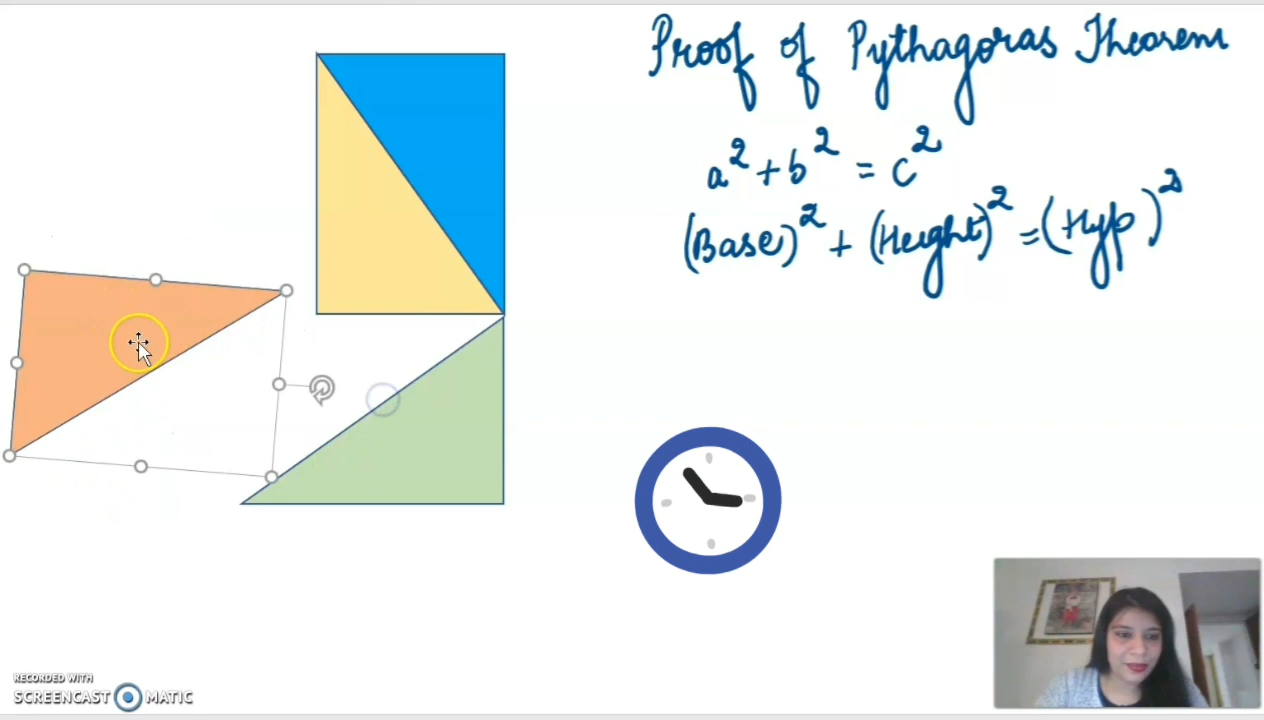 Proof of Pythagoras Theorem
a² + b² = c²
(Base)² + (Height)² = (Hyp)²
RECORDED WITH
SCREENCAST MATIC